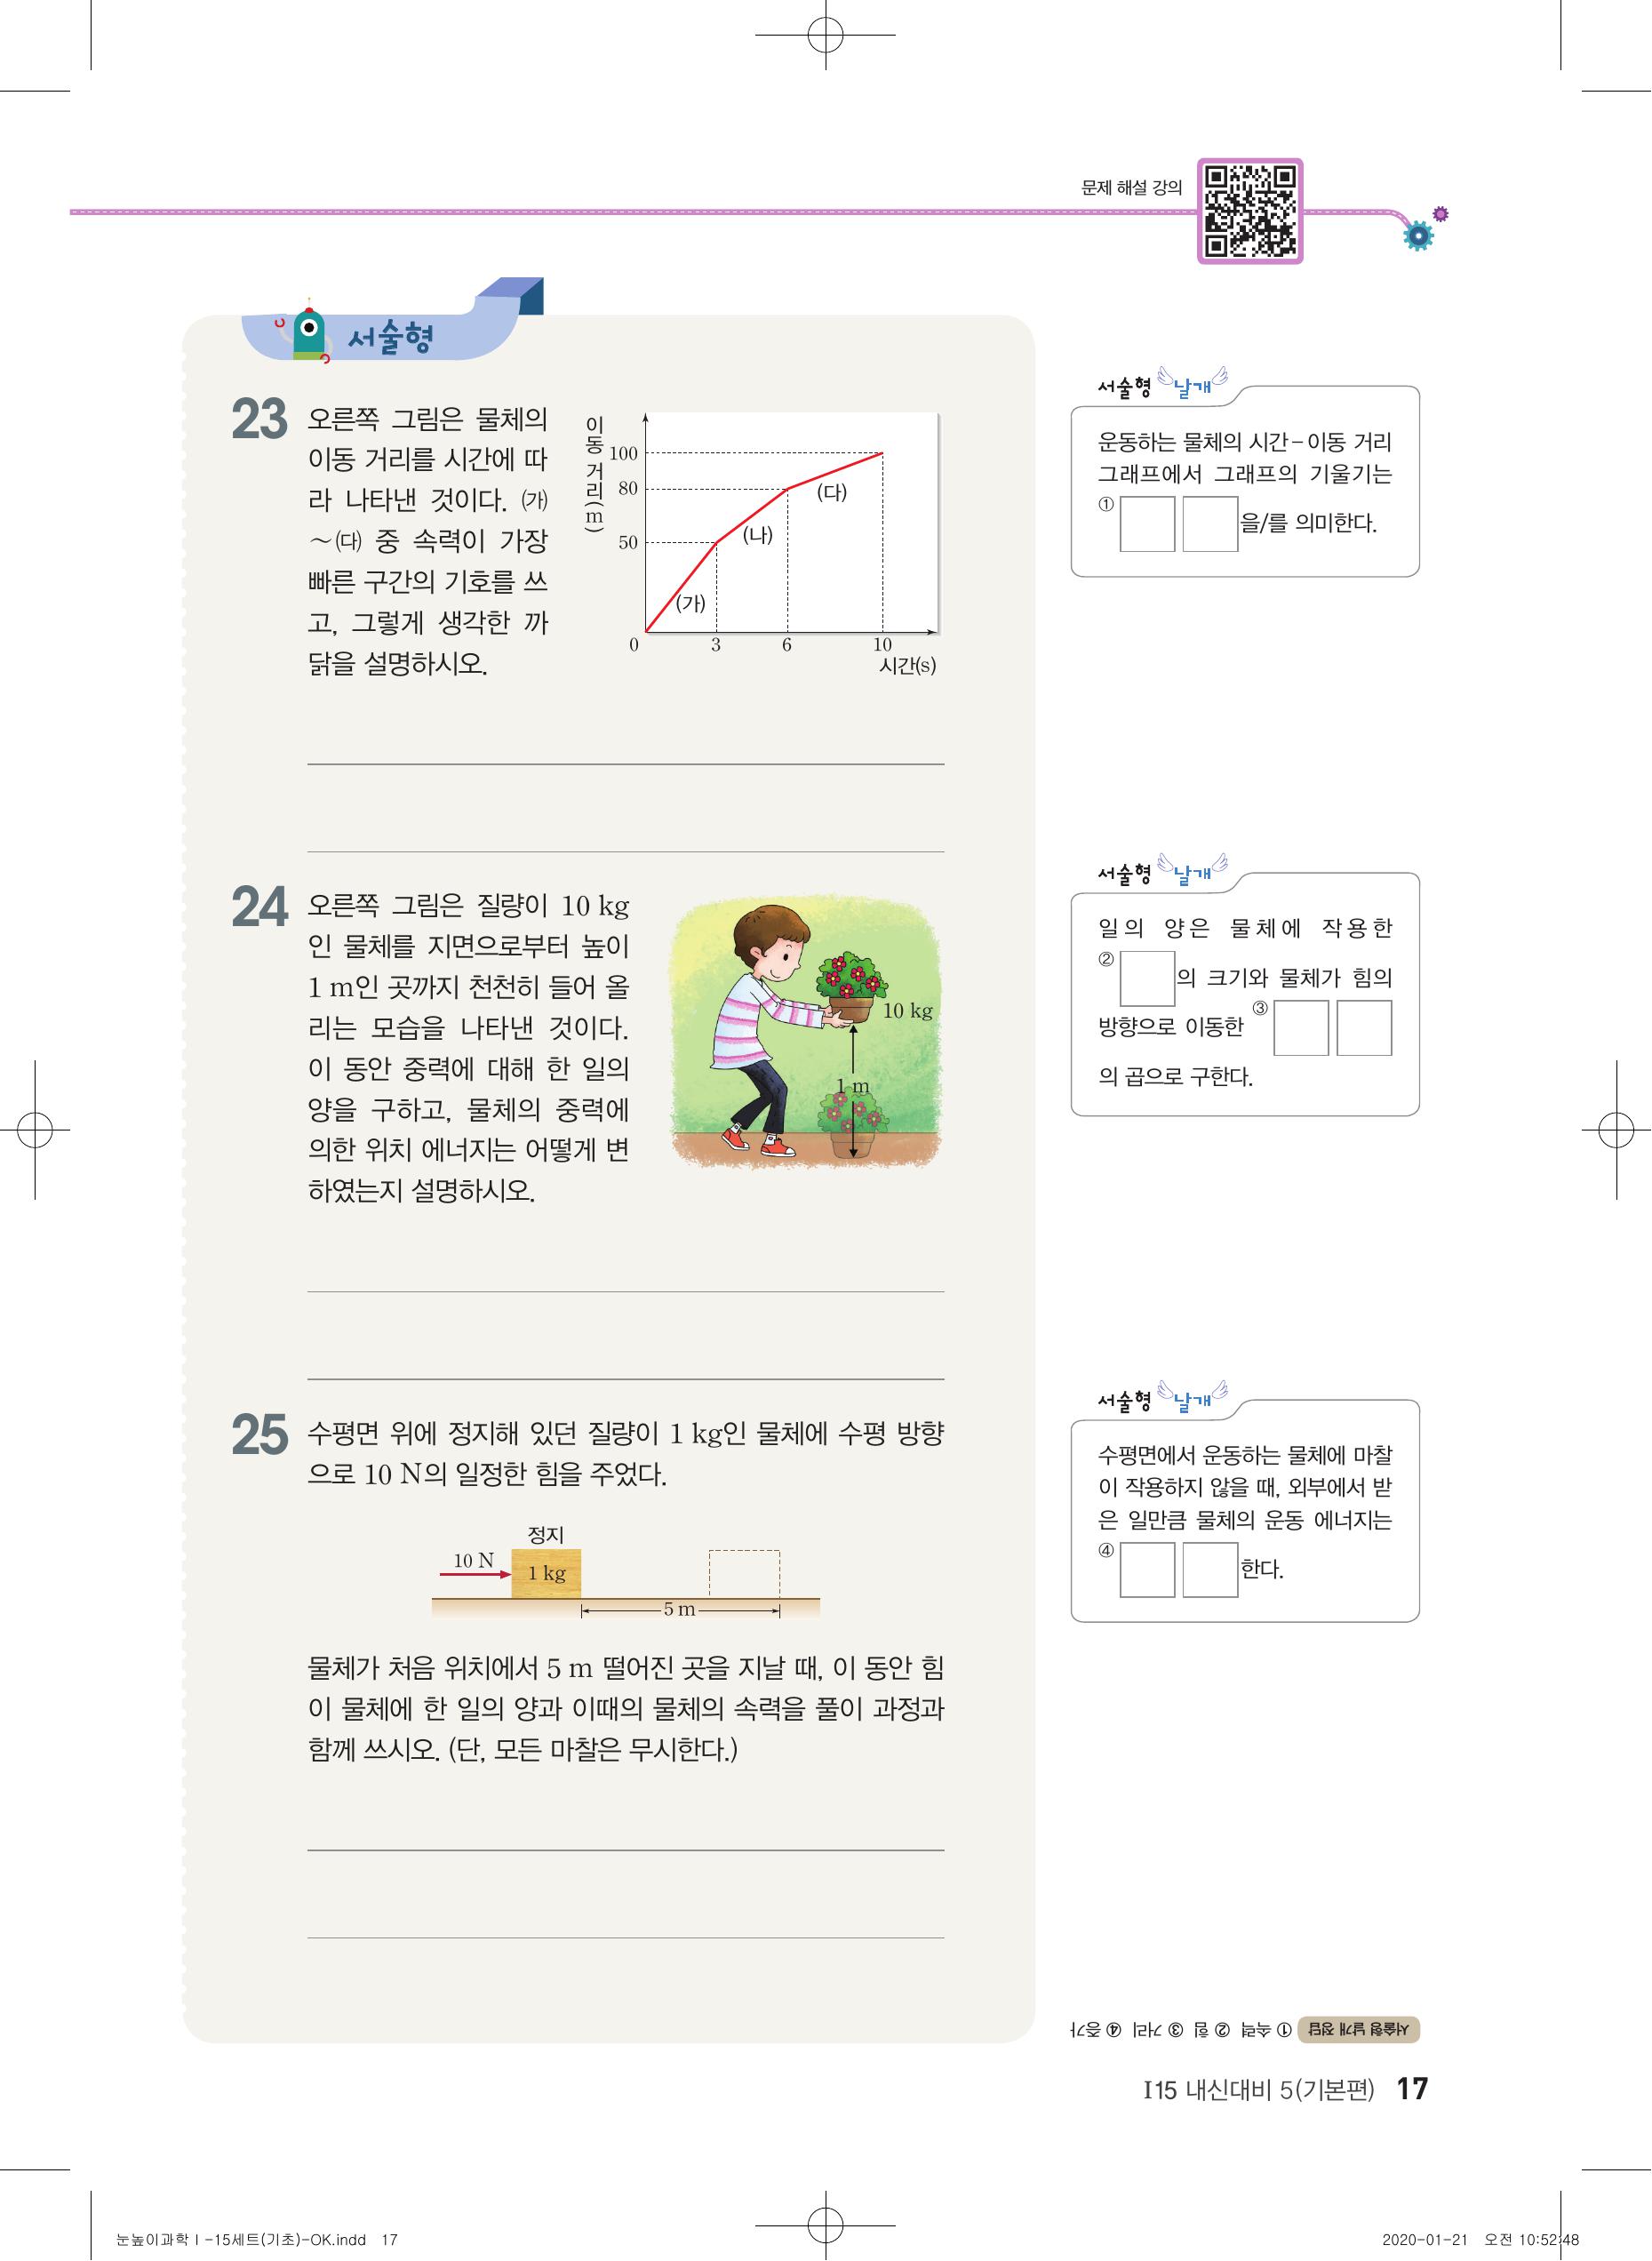 문제 해설 강의
서술형
23
오른쪽 그림은 물체의
이동 거리를 시간에 따
라 나타낸 것이다. ㈎
~㈐ 중 속력이 가장
빠른 구간의 기호를 쓰
고, 그렇게 생각한 까
닭을 설명하시오.
이동 거리(m)
100
80
50
0
3
6
10
시간(s)
(가)
(나)
(다)
서술형 날개
운동하는 물체의 시간-이동 거리
그래프에서 그래프의 기울기는
① 을/를 의미한다.
24
오른쪽 그림은 질량이 10 kg
인 물체를 지면으로부터 높이
1 m인 곳까지 천천히 들어 올
리는 모습을 나타낸 것이다.
이 동안 중력에 대해 한 일의
양을 구하고, 물체의 중력에
의한 위치 에너지는 어떻게 변
하였는지 설명하시오.
10 kg
1 m
서술형 날개
일의 양은 물체에 작용한
② 의 크기와 물체가 힘의
방향으로 이동한 ③
의 곱으로 구한다.
25
수평면 위에 정지해 있던 질량이 1 kg인 물체에 수평 방향
으로 10 N의 일정한 힘을 주었다.
정지
10 N
1 kg
5 m
물체가 처음 위치에서 5 m 떨어진 곳을 지날 때, 이 동안 힘
이 물체에 한 일의 양과 이때의 물체의 속력을 풀이 과정과
함께 쓰시오. (단, 모든 마찰은 무시한다.)
서술형 날개
수평면에서 운동하는 물체에 마찰
이 작용하지 않을 때, 외부에서 받
은 일만큼 물체의 운동 에너지는
④ 한다.
서술형 날개 정답 ① 속력 ② 힘 ③ 거리 ④ 증가
I15 내신대비 5(기본편) 17
눈높이과학Ⅰ-15세트(기초)-OK.indd 17
2020-01-21 오전 10:52:48